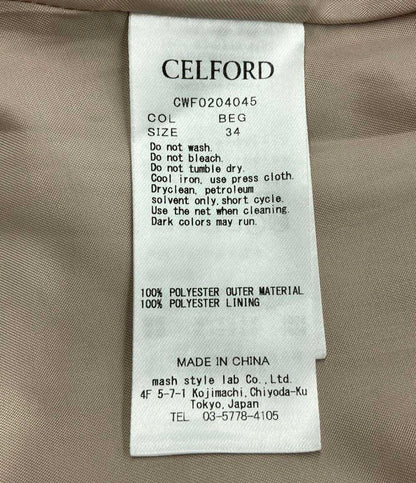 CELFORD
CWF0204045
COL BEG
SIZE 34
Do not wash.
Do not bleach.
Do not tumble dry.
Cool iron, use press cloth.
Dryclean, petroleum
solvent only, short cycle.
Use the net when cleaning.
Dark colors may run.
100% POLYESTER OUTER MATERIAL
100% POLYESTER LINING
MADE IN CHINA
mash style lab Co., Ltd.
4F 5-7-1 Kojimachi, Chiyoda-Ku
Tokyo, Japan
TEL 03-5778-4105